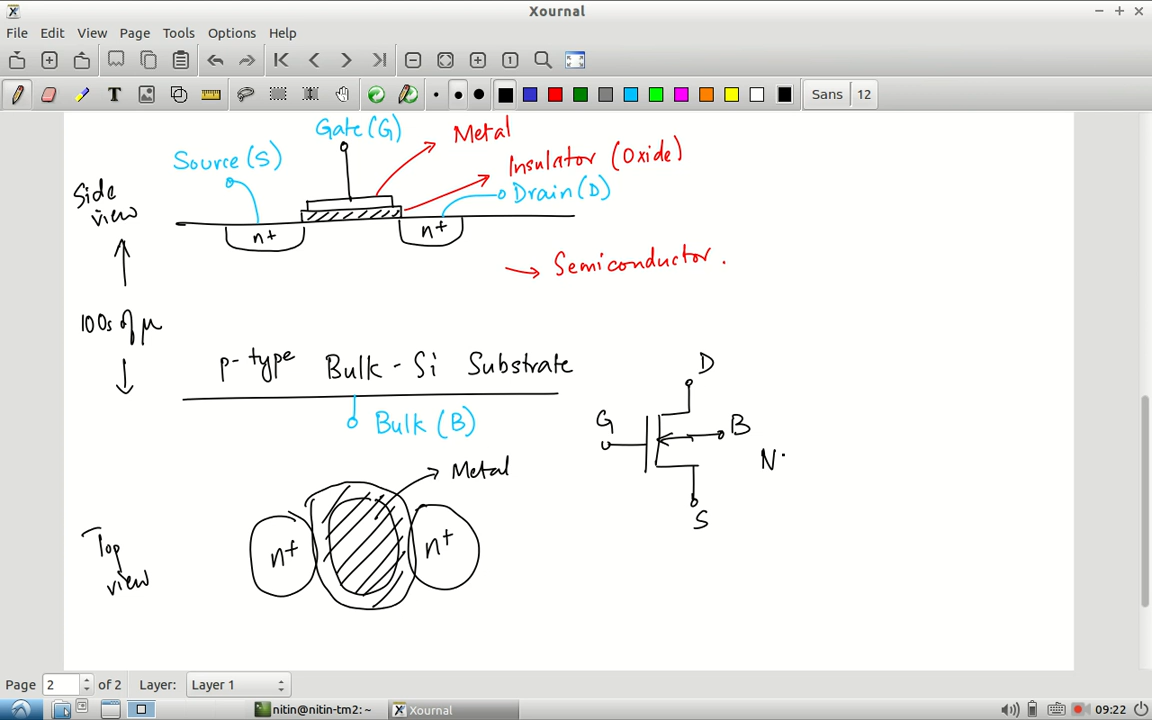 Xournal
File Edit View Page Tools Options Help
Sans 12
Gate (G)
Metal
Source (S)
Insulator (Oxide)
Drain (D)
Side
view
n+
n+
Semiconductor.
100s of μ
p-type Bulk-Si Substrate
Bulk (B)
D
G
B
N
S
Metal
Top
view
n+
n+
Page 2 of 2 Layer: Layer 1
nitin@nitin-tm2: ~ Xournal 09:22